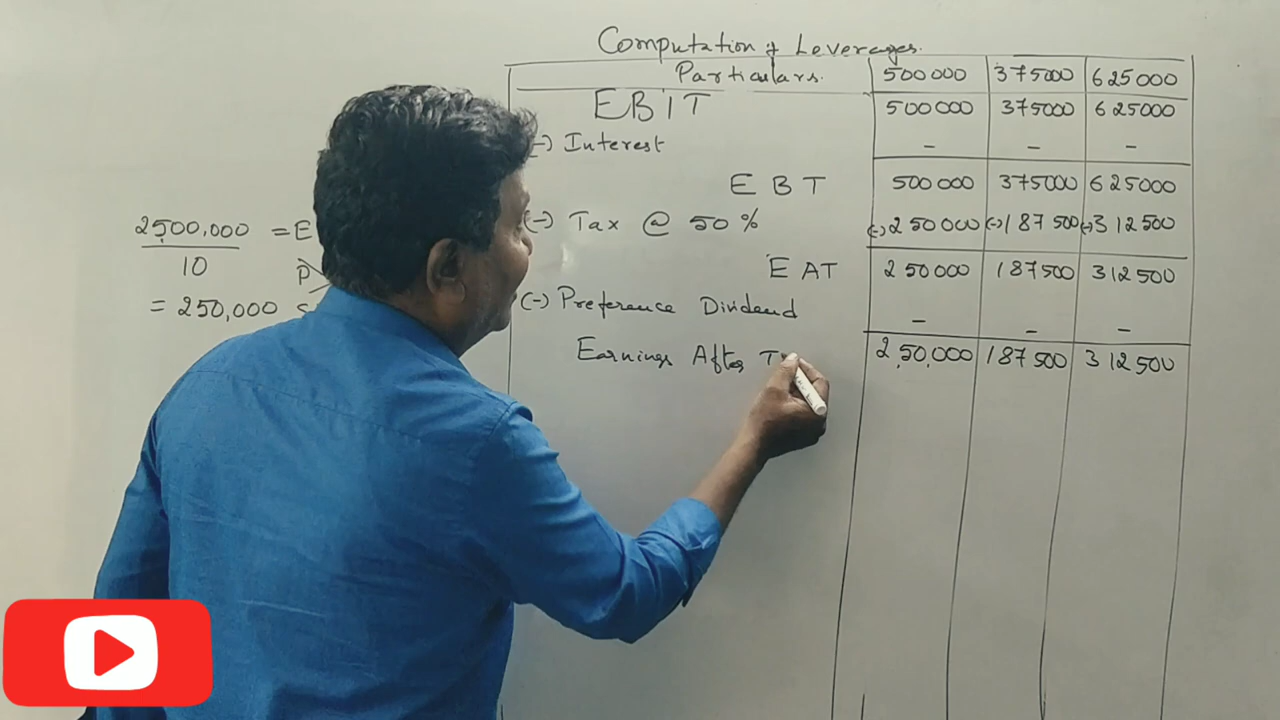 Computation of Leverages.
Particulars. 500000 375000 625000
EBIT 500000 375000 625000
(-) Interest - - -
EBT 500000 375000 625000
(-) Tax @ 50% (-) 250000 (-) 187500 (-) 312500
EAT 250000 187500 312500
(-) Preference Dividend - - -
Earnings After 2,50,000 187500 312500
2500,000 = E
10
P
= 250,000 S